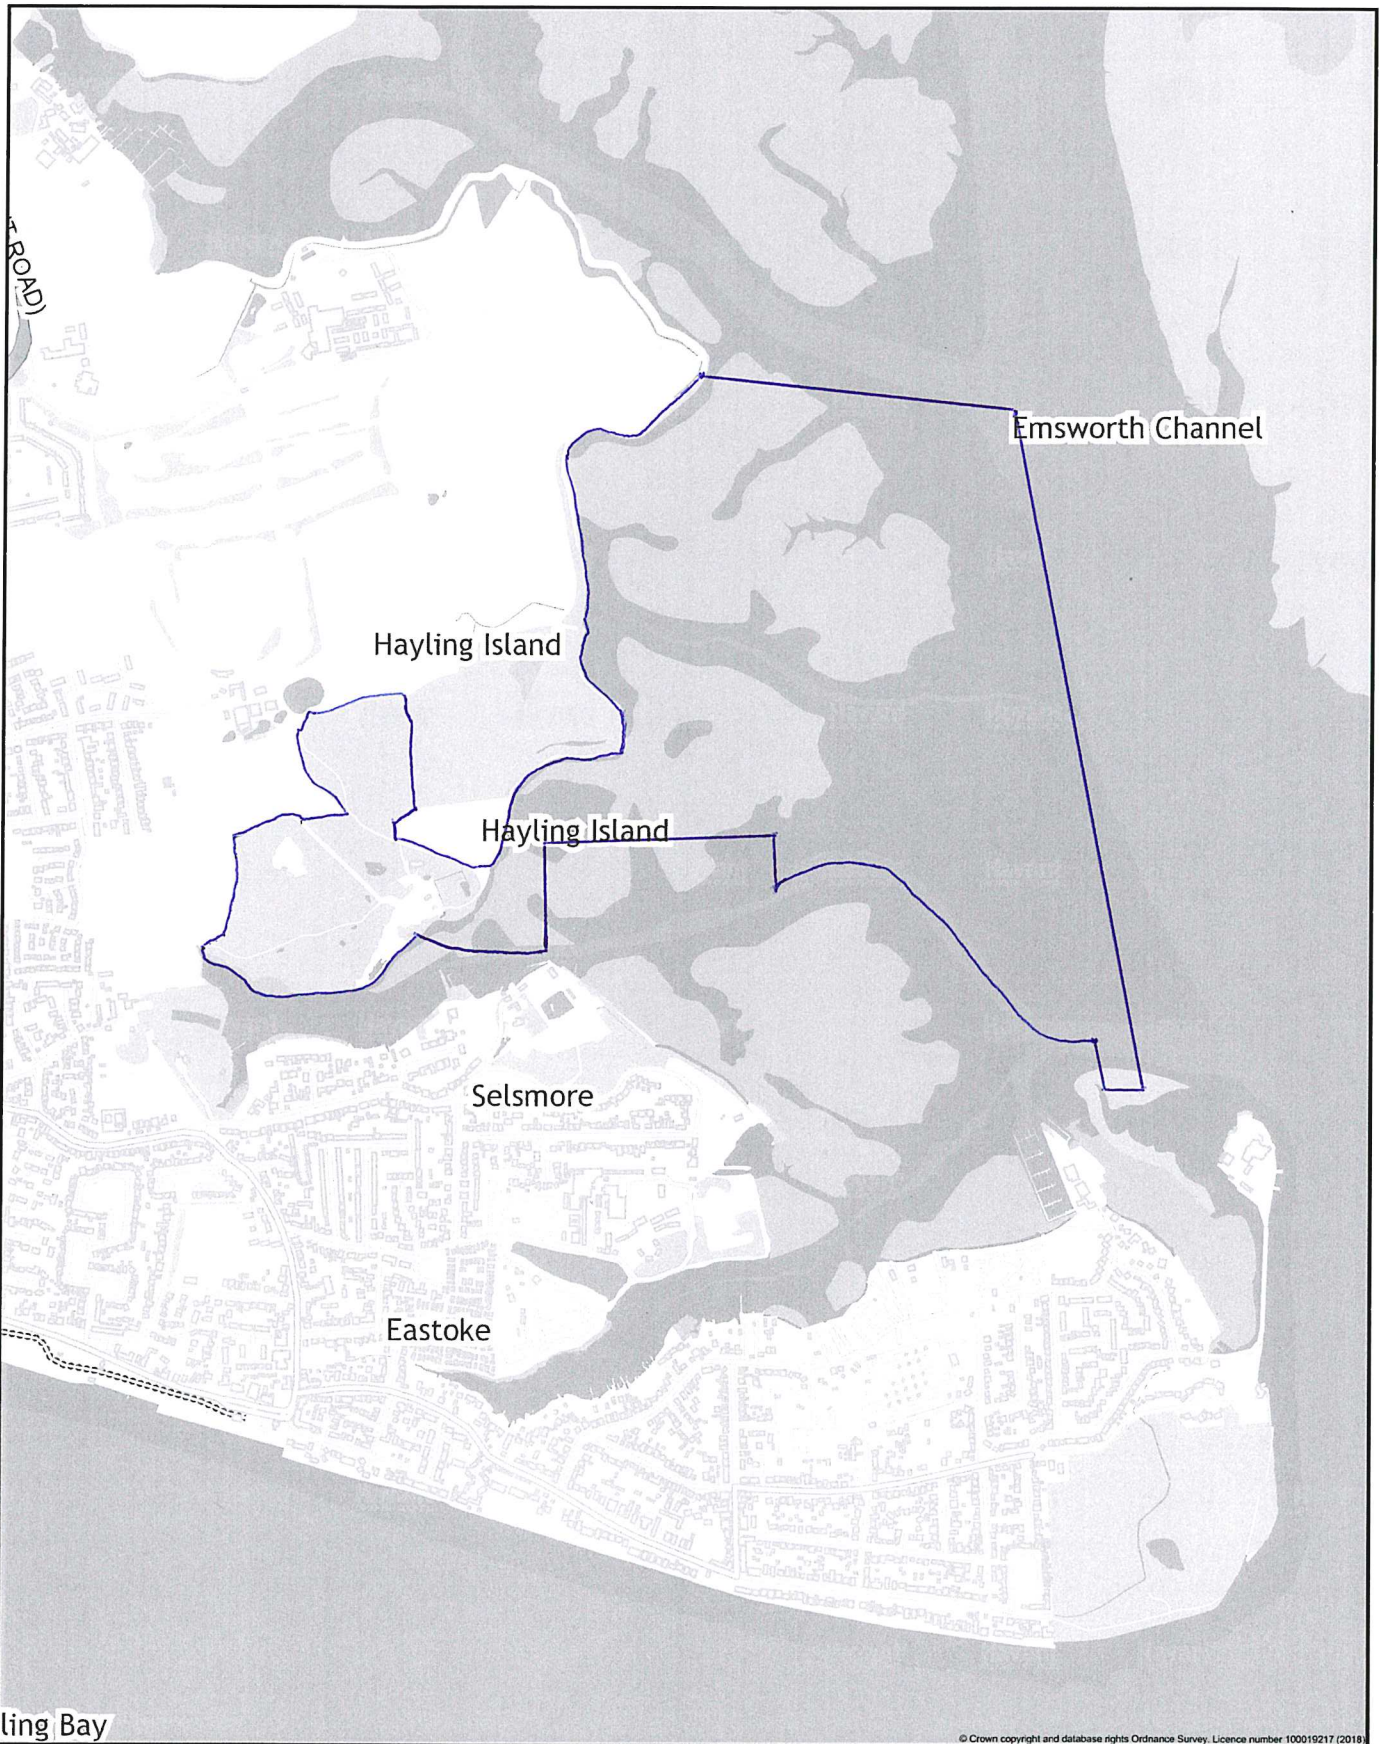 T ROAD)
Emsworth Channel
Hayling Island
Hayling Island
Selsmore
Eastoke
ling Bay
© Crown copyright and database rights Ordnance Survey. Licence number 100019217 (2018)